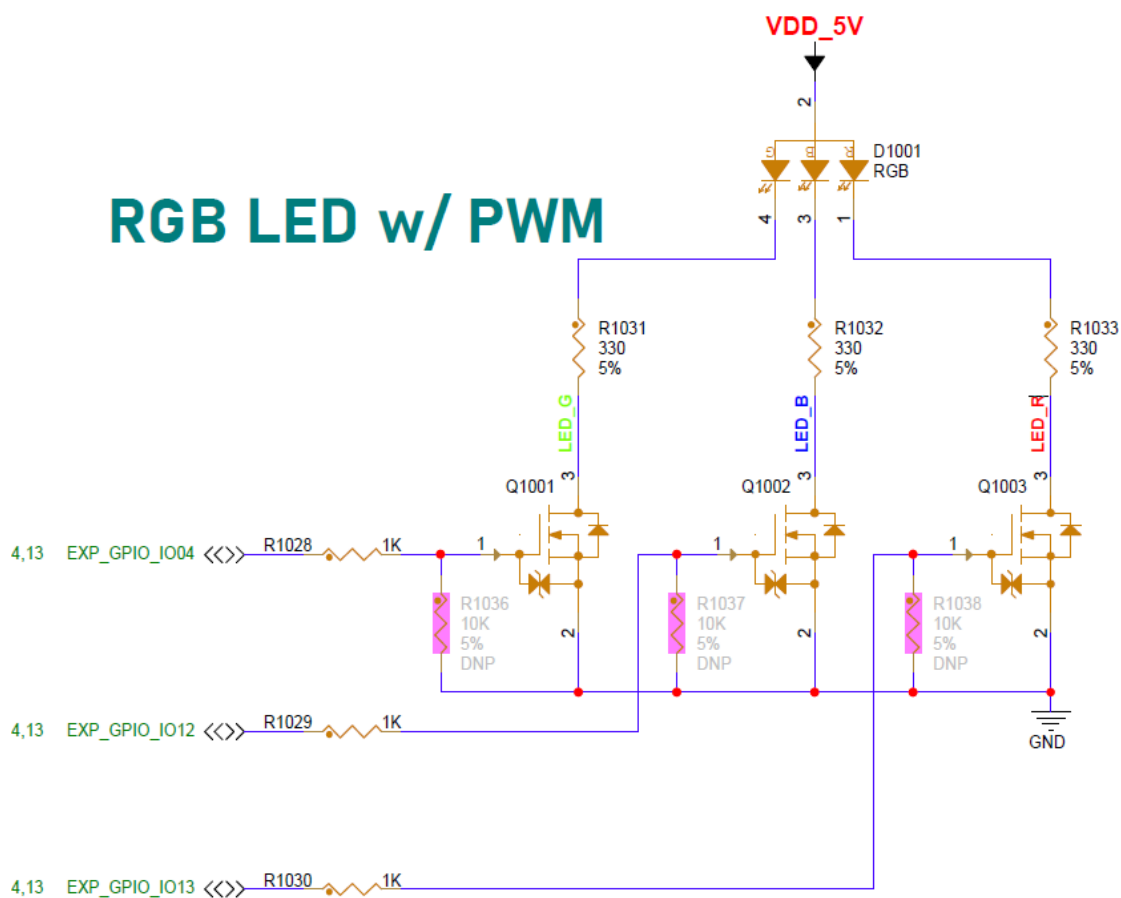 VDD_5V
2
G
B
R
D1001
RGB
RGB LED w/ PWM
4
3
1
R1031
330
5%
R1032
330
5%
R1033
330
5%
LED_G
LED_B
LED_R
3
3
3
Q1001
Q1002
Q1003
4,13 EXP_GPIO_IO04
R1028
1K
1
1
1
R1036
10K
5%
DNP
R1037
10K
5%
DNP
R1038
10K
5%
DNP
2
2
2
4,13 EXP_GPIO_IO12
R1029
1K
GND
4,13 EXP_GPIO_IO13
R1030
1K